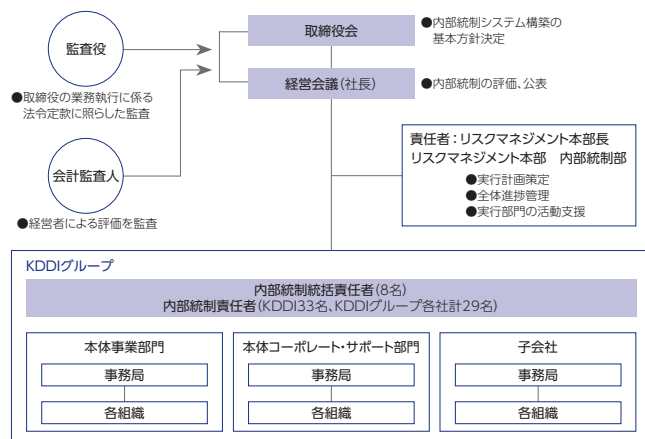 監査役
●取締役の業務執行に係る
法令定款に照らした監査
会計監査人
●経営者による評価を監査
取締役会
●内部統制システム構築の
基本方針決定
経営会議(社長)
●内部統制の評価、公表
責任者：リスクマネジメント本部長
リスクマネジメント本部　内部統制部
●実行計画策定
●全体進捗管理
●実行部門の活動支援
KDDIグループ
内部統制統括責任者(8名)
内部統制責任者(KDDI33名、KDDIグループ各社計29名)
本体事業部門
事務局
各組織
本体コーポレート・サポート部門
事務局
各組織
子会社
事務局
各組織